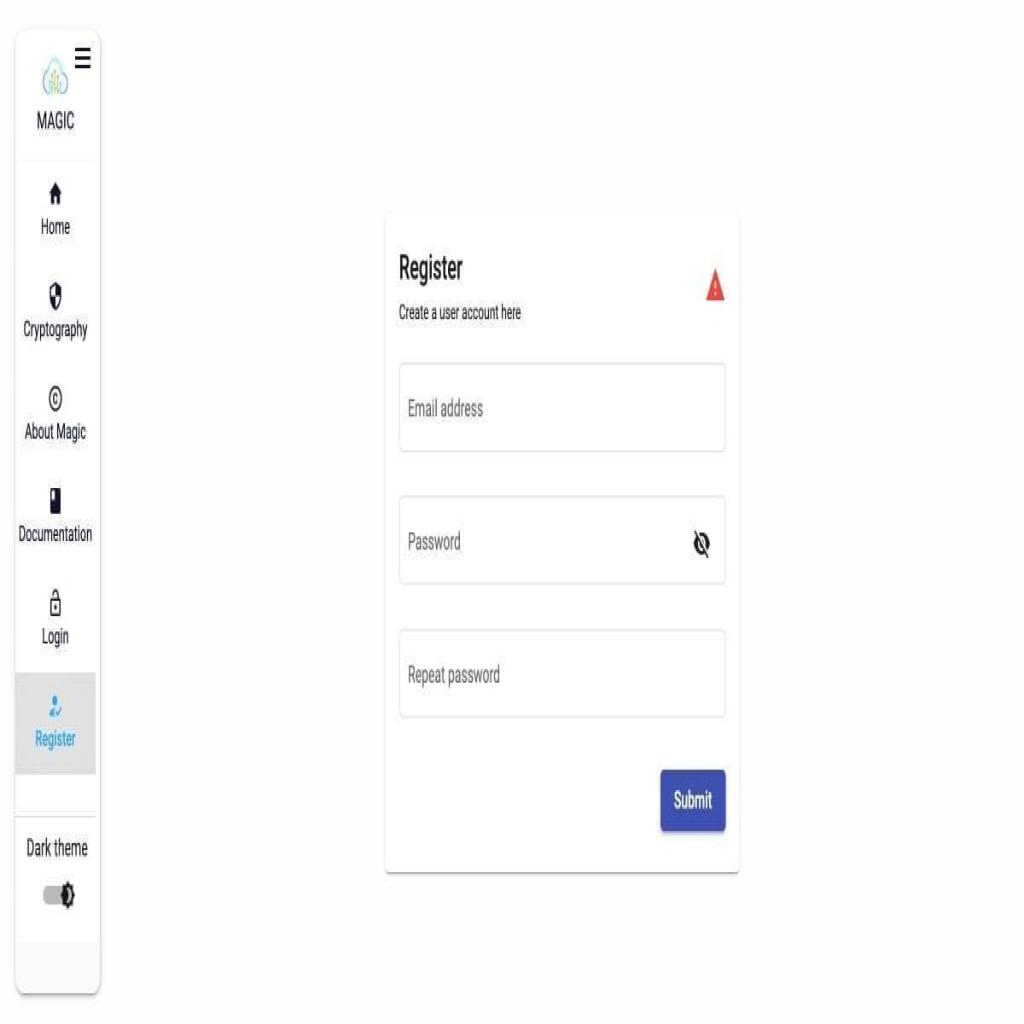 MAGIC
Home
Cryptography
About Magic
Documentation
Login
Register
Dark theme
Register
Create a user account here
Email address
Password
Repeat password
Submit